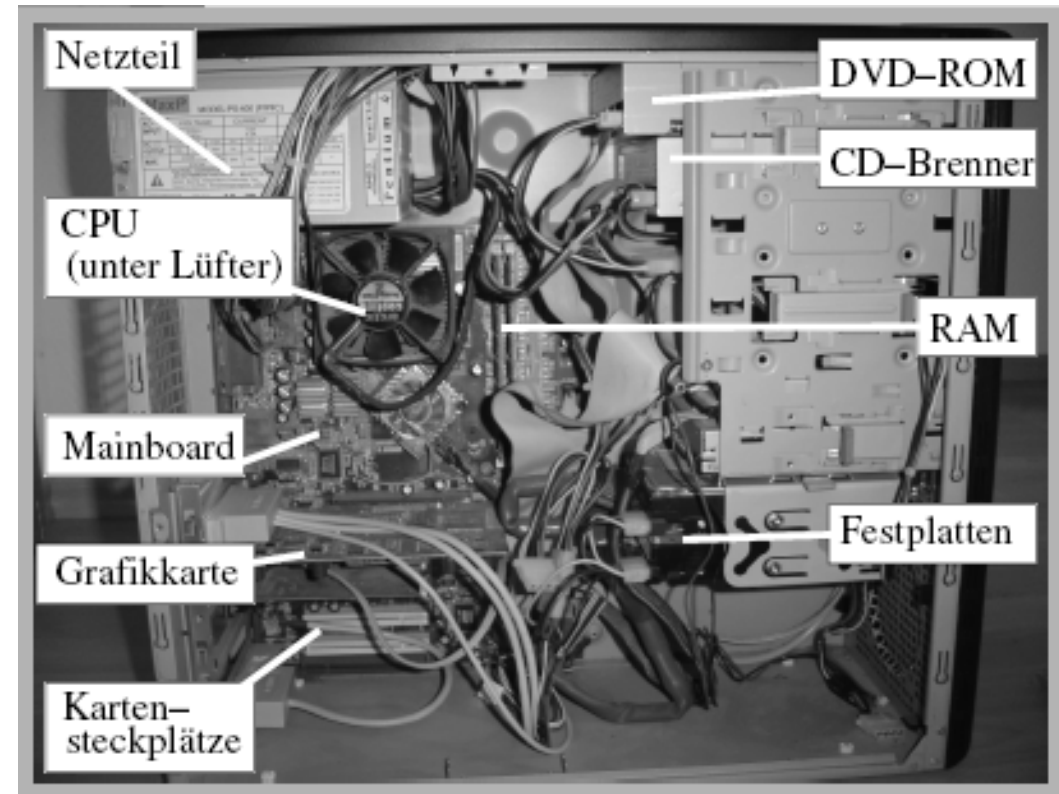 Netzteil
CPU
(unter Lüfter)
Mainboard
Grafikkarte
Karten–
steckplätze
DVD–ROM
CD–Brenner
RAM
Festplatten